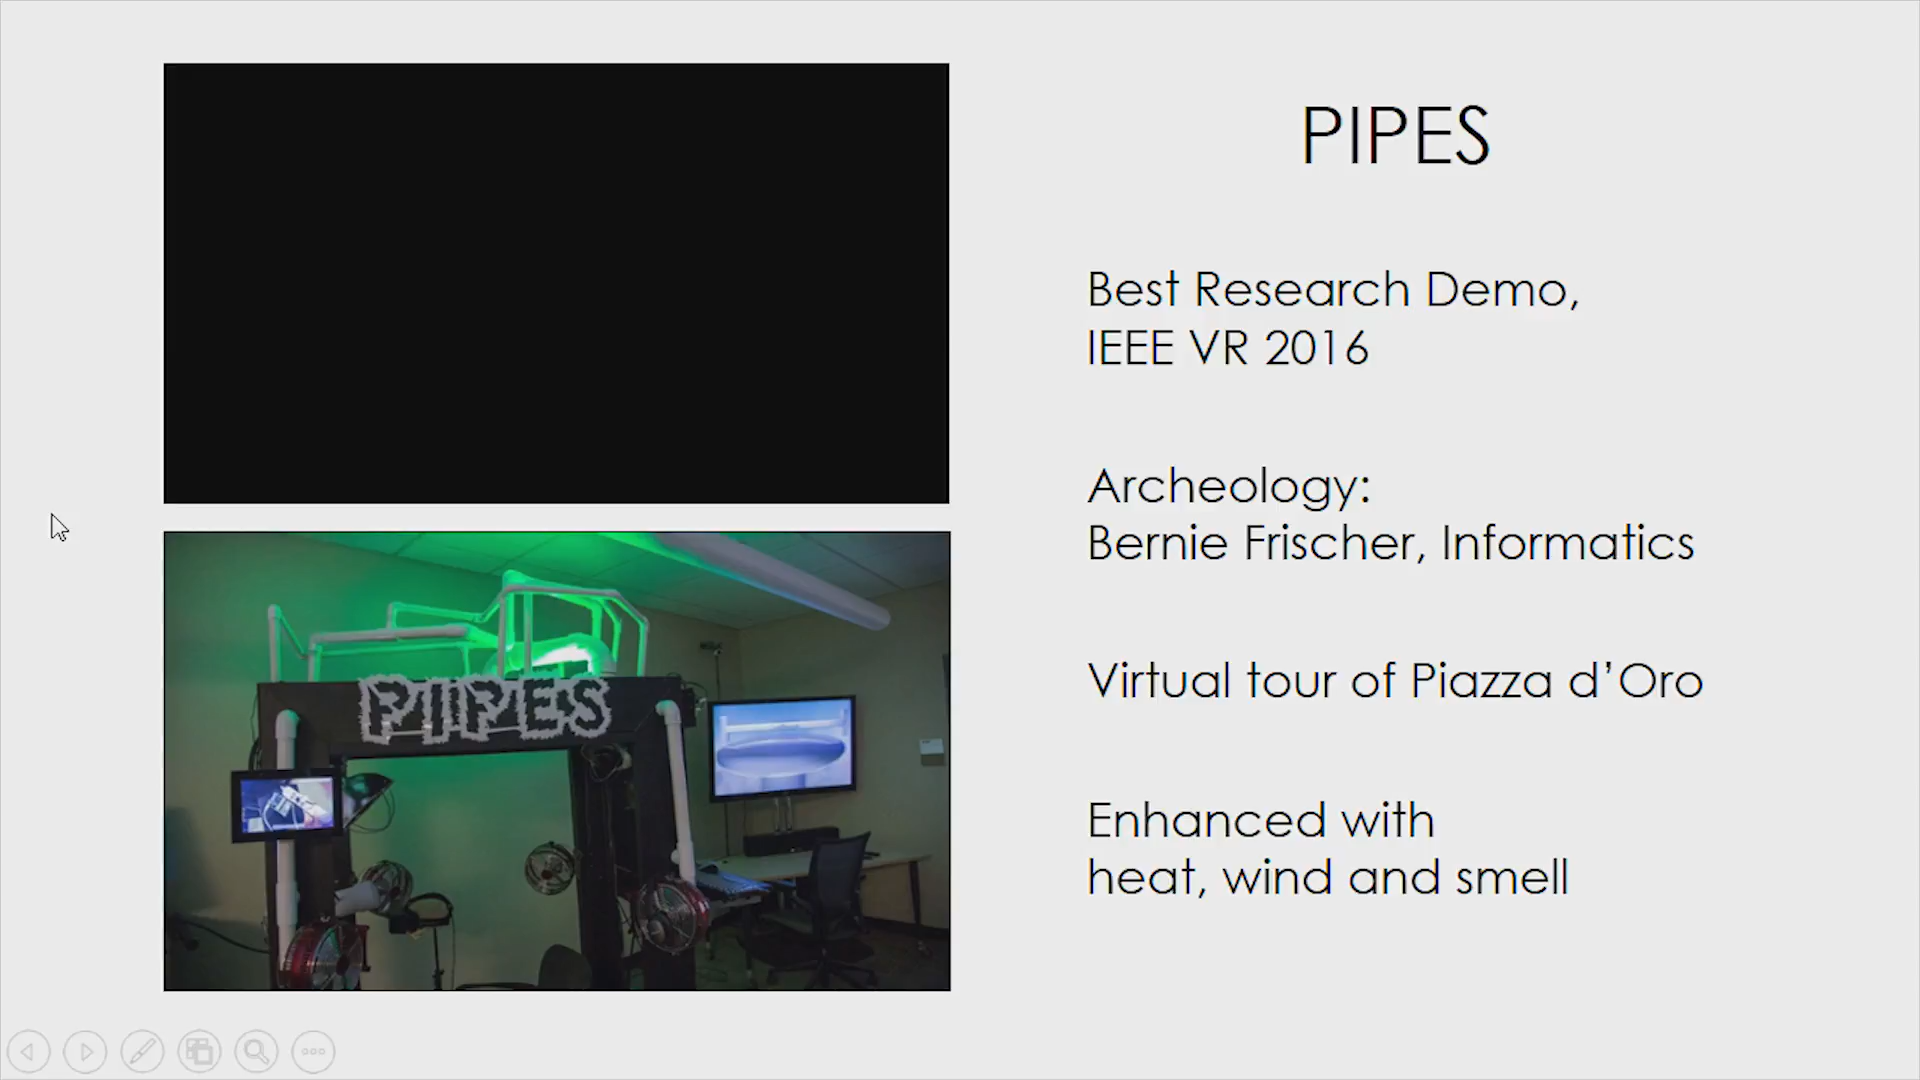 PIPES
Best Research Demo,
IEEE VR 2016
Archeology:
Bernie Frischer, Informatics
Virtual tour of Piazza d’Oro
Enhanced with
heat, wind and smell
PIPES